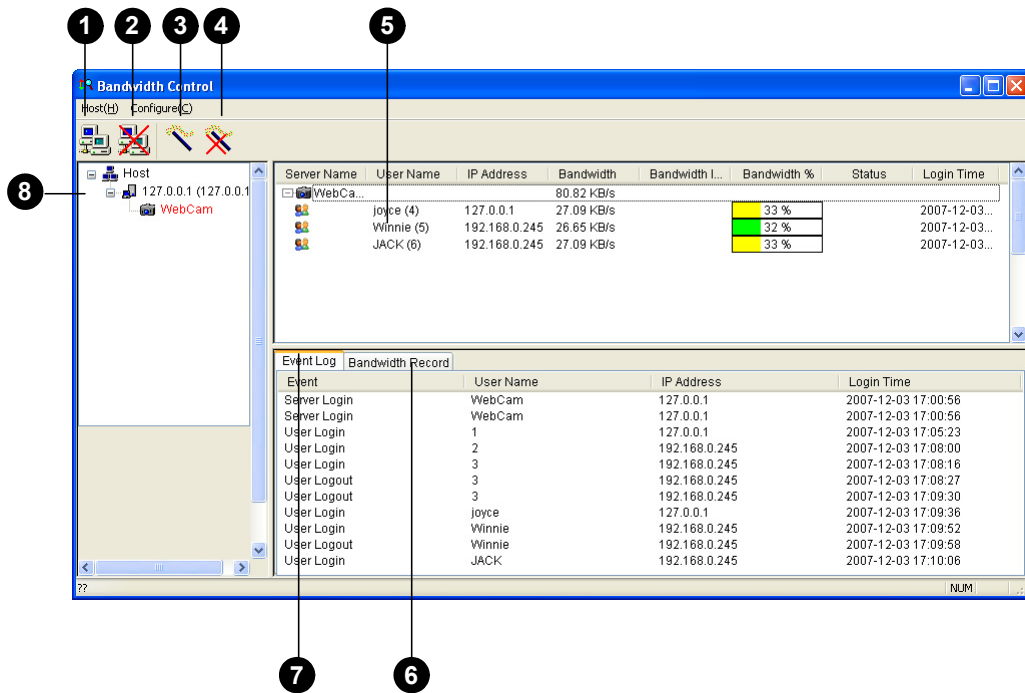 1 2 3 4 5
Bandwidth Control
Host(H) Configure(C)
8
Host
127.0.0.1 (127.0.0.1
WebCam
Server Name User Name IP Address Bandwidth Bandwidth l... Bandwidth % Status Login Time
WebCa... 80.82 KB/s
joyce (4) 127.0.0.1 27.09 KB/s 33 % 2007-12-03...
Winnie (5) 192.168.0.245 26.65 KB/s 32 % 2007-12-03...
JACK (6) 192.168.0.245 27.09 KB/s 33 % 2007-12-03...
Event Log Bandwidth Record
Event User Name IP Address Login Time
Server Login WebCam 127.0.0.1 2007-12-03 17:00:56
Server Login WebCam 127.0.0.1 2007-12-03 17:00:56
User Login 1 127.0.0.1 2007-12-03 17:05:23
User Login 2 192.168.0.245 2007-12-03 17:08:00
User Login 3 192.168.0.245 2007-12-03 17:08:16
User Logout 3 192.168.0.245 2007-12-03 17:08:27
User Logout 3 192.168.0.245 2007-12-03 17:09:30
User Login joyce 127.0.0.1 2007-12-03 17:09:36
User Login Winnie 192.168.0.245 2007-12-03 17:09:52
User Logout Winnie 192.168.0.245 2007-12-03 17:09:58
User Login JACK 192.168.0.245 2007-12-03 17:10:06
?? NUM
7 6